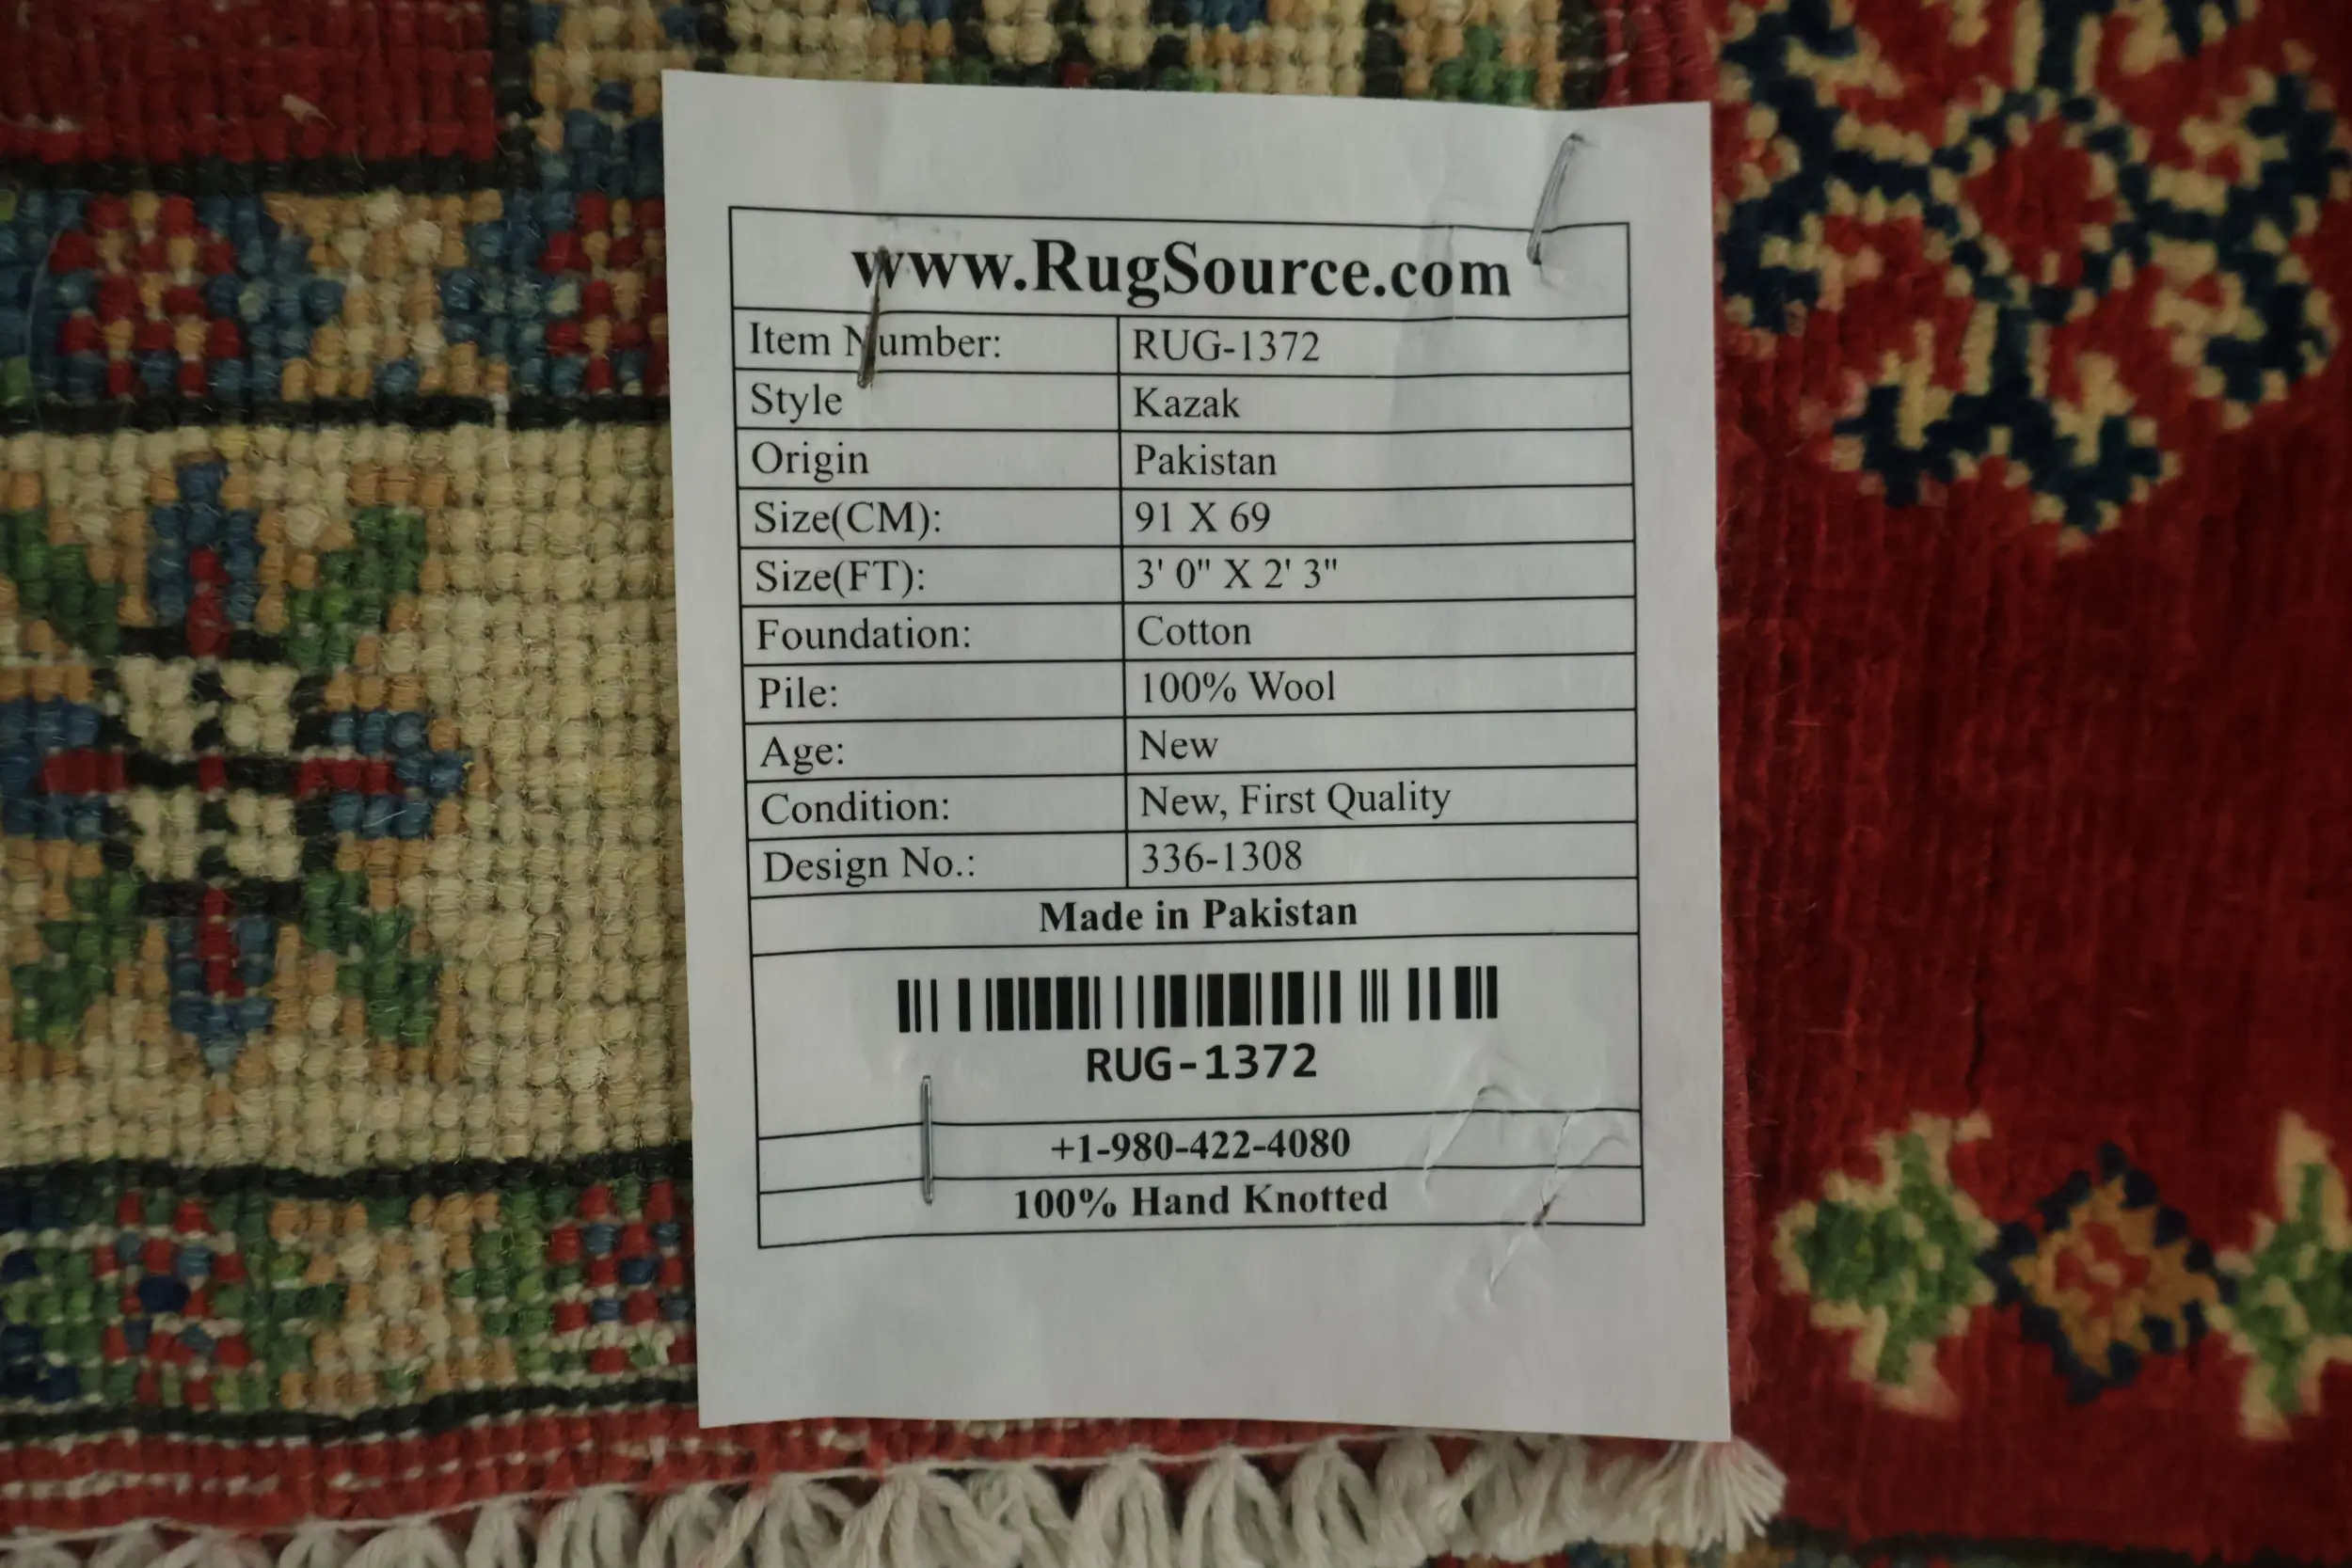 www.RugSource.com
Item Number: RUG-1372
Style Kazak
Origin Pakistan
Size(CM): 91 X 69
Size(FT): 3' 0" X 2' 3"
Foundation: Cotton
Pile: 100% Wool
Age: New
Condition: New, First Quality
Design No.: 336-1308
Made in Pakistan
RUG-1372
+1-980-422-4080
100% Hand Knotted